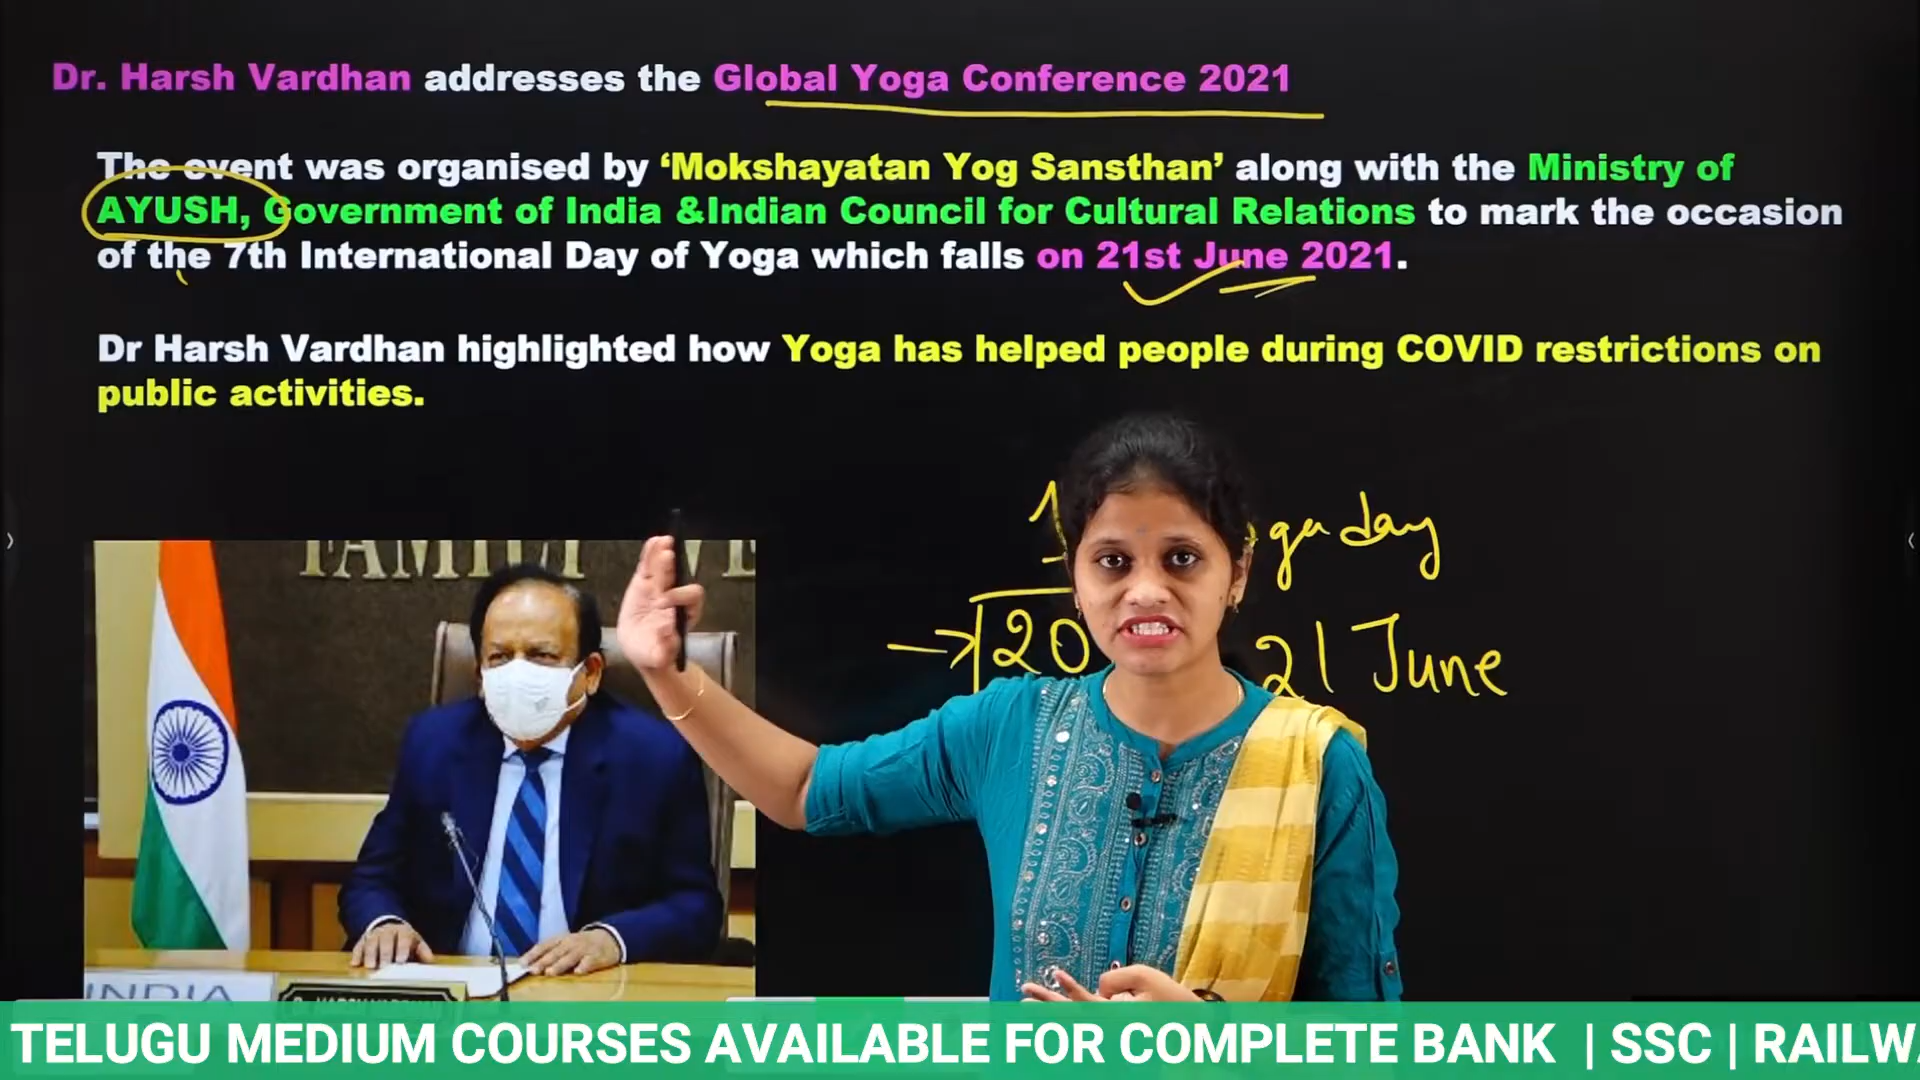 Dr. Harsh Vardhan addresses the Global Yoga Conference 2021
The event was organised by ‘Mokshayatan Yog Sansthan’ along with the Ministry of
AYUSH, Government of India &Indian Council for Cultural Relations to mark the occasion
of the 7th International Day of Yoga which falls on 21st June 2021.
Dr Harsh Vardhan highlighted how Yoga has helped people during COVID restrictions on
public activities.
day
21 June
INDIA
TELUGU MEDIUM COURSES AVAILABLE FOR COMPLETE BANK | SSC |